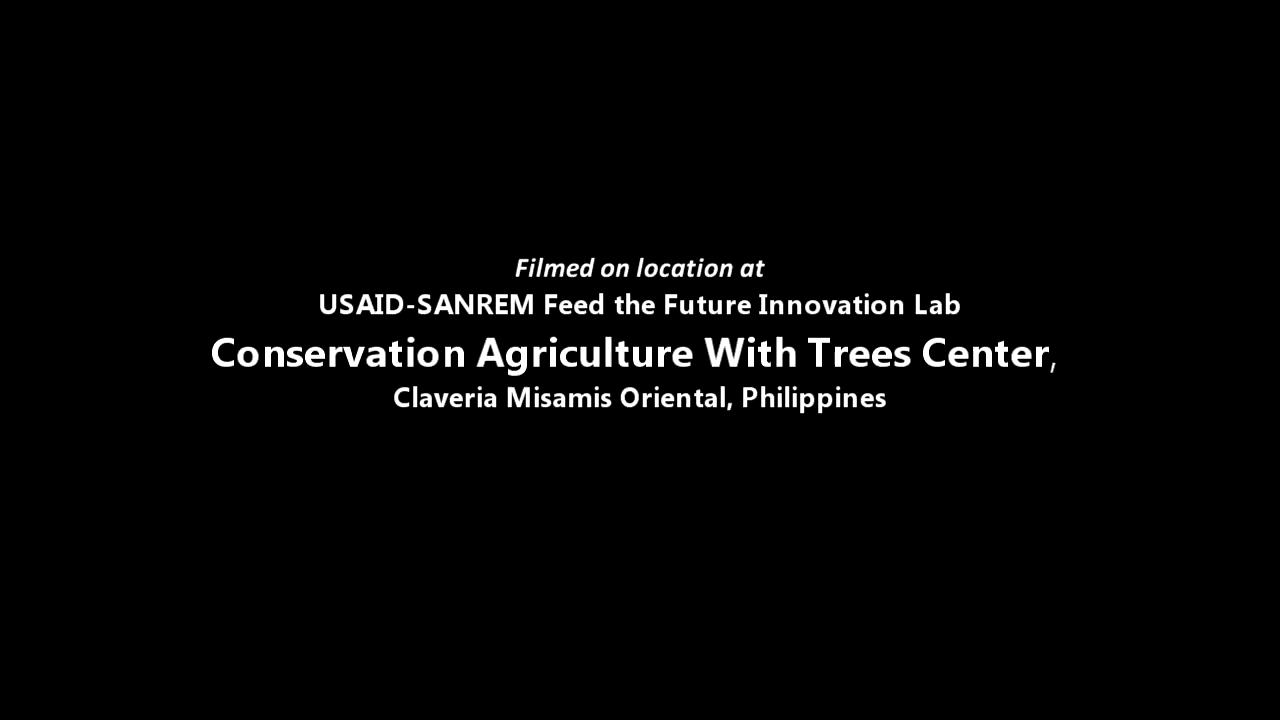 Filmed on location at
USAID-SANREM Feed the Future Innovation Lab
Conservation Agriculture With Trees Center,
Claveria Misamis Oriental, Philippines